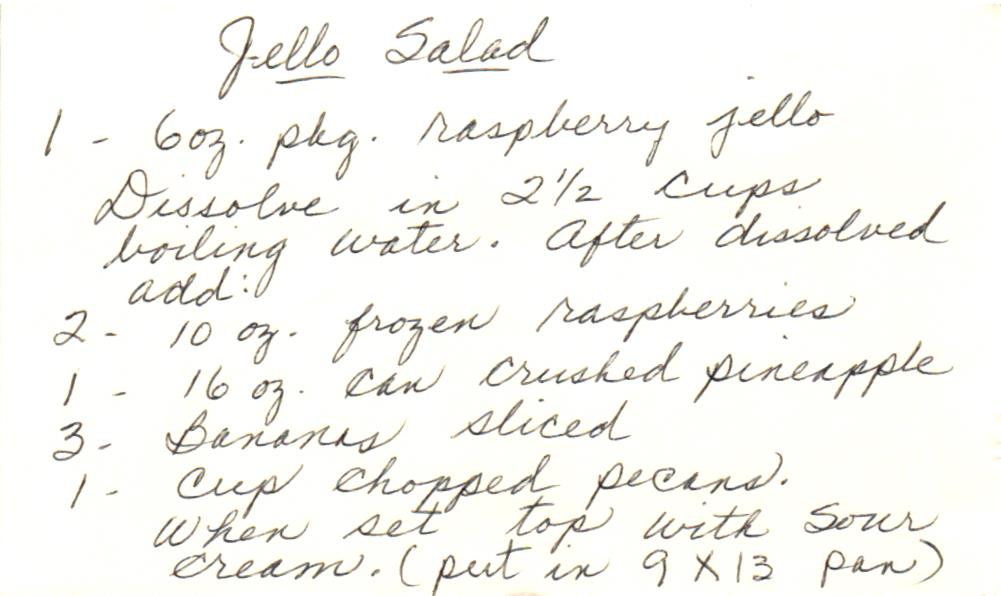 Jello Salad
1 - 6oz. pkg. raspberry jello
Dissolve in 2 1/2 cups
boiling water. After dissolved
add:
2 - 10 oz. frozen raspberries
1 - 16 oz. can crushed pineapple
3 - Bananas sliced
1 - Cup chopped pecans.
When set top with Sour
cream. (put in 9 X 13 pan)